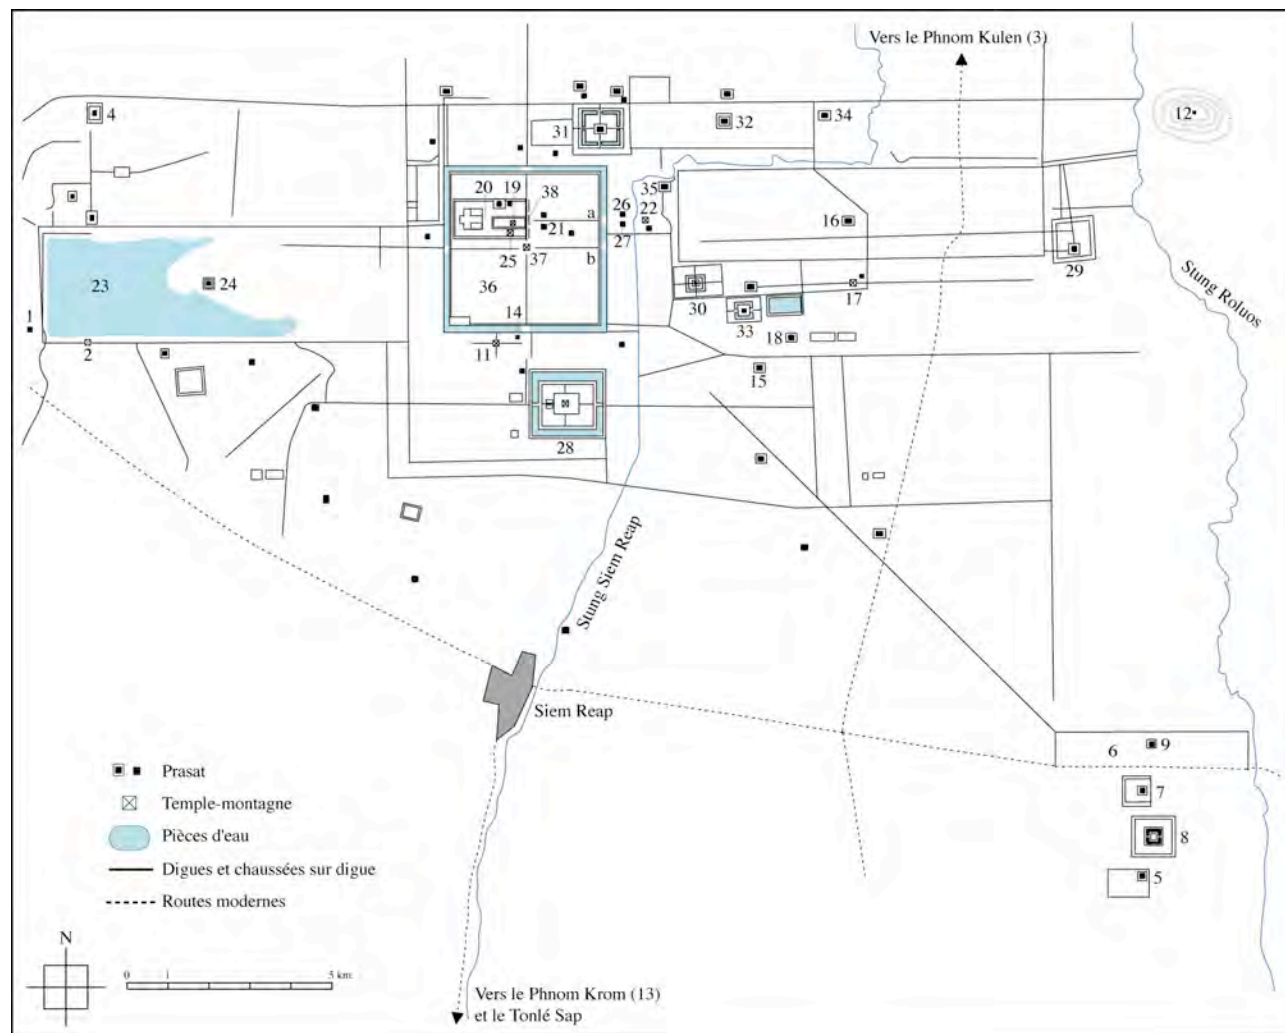 Vers le Phnom Kulen (3)
4
31
32
34
12
20
19
38
35
26
22
16
a
21
27
23
24
25
37
b
29
30
36
17
Stung Roluos
1
14
33
2
11
18
15
28
Stung Siem Reap
Siem Reap
6
9
7
8
5
Prasat
Temple-montagne
Pièces d'eau
Digues et chaussées sur digue
Routes modernes
N
0 1 5 km
Vers le Phnom Krom (13)
et le Tonlé Sap